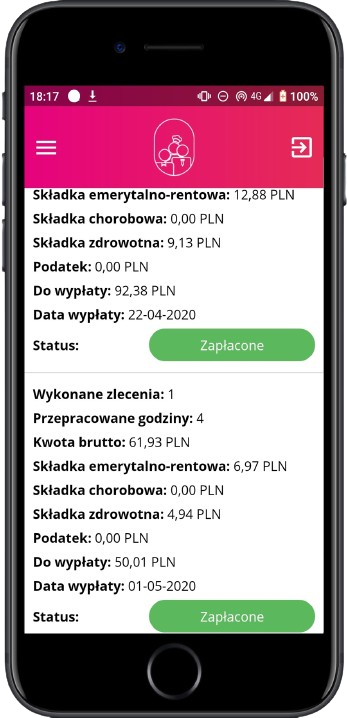 18:17 4G 100%
Składka emerytalno-rentowa: 12,88 PLN
Składka chorobowa: 0,00 PLN
Składka zdrowotna: 9,13 PLN
Podatek: 0,00 PLN
Do wypłaty: 92,38 PLN
Data wypłaty: 22-04-2020
Status: Zapłacone
Wykonane zlecenia: 1
Przepracowane godziny: 4
Kwota brutto: 61,93 PLN
Składka emerytalno-rentowa: 6,97 PLN
Składka chorobowa: 0,00 PLN
Składka zdrowotna: 4,94 PLN
Podatek: 0,00 PLN
Do wypłaty: 50,01 PLN
Data wypłaty: 01-05-2020
Status: Zapłacone